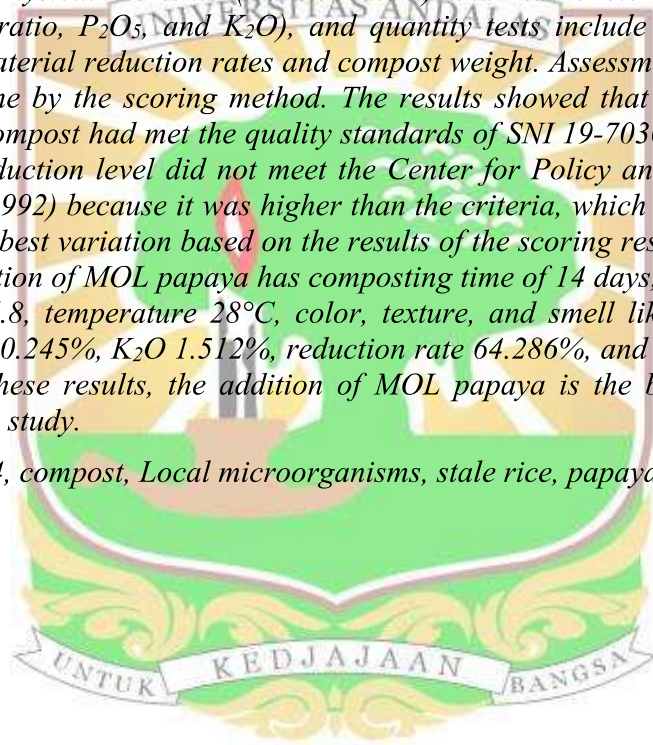 UNIVERSITAS ANDALAS
ratio, P₂O₅, and K₂O), and quantity tests include
aterial reduction rates and compost weight. Assessm
ne by the scoring method. The results showed that
ompost had met the quality standards of SNI 19-703
duction level did not meet the Center for Policy an
992) because it was higher than the criteria, which
best variation based on the results of the scoring res
tion of MOL papaya has composting time of 14 days,
.8, temperature 28°C, color, texture, and smell lik
0.245%, K₂O 1.512%, reduction rate 64.286%, and
hese results, the addition of MOL papaya is the b
study.
, compost, Local microorganisms, stale rice, papaya
UNTUK KEDJAJAAN BANGSA